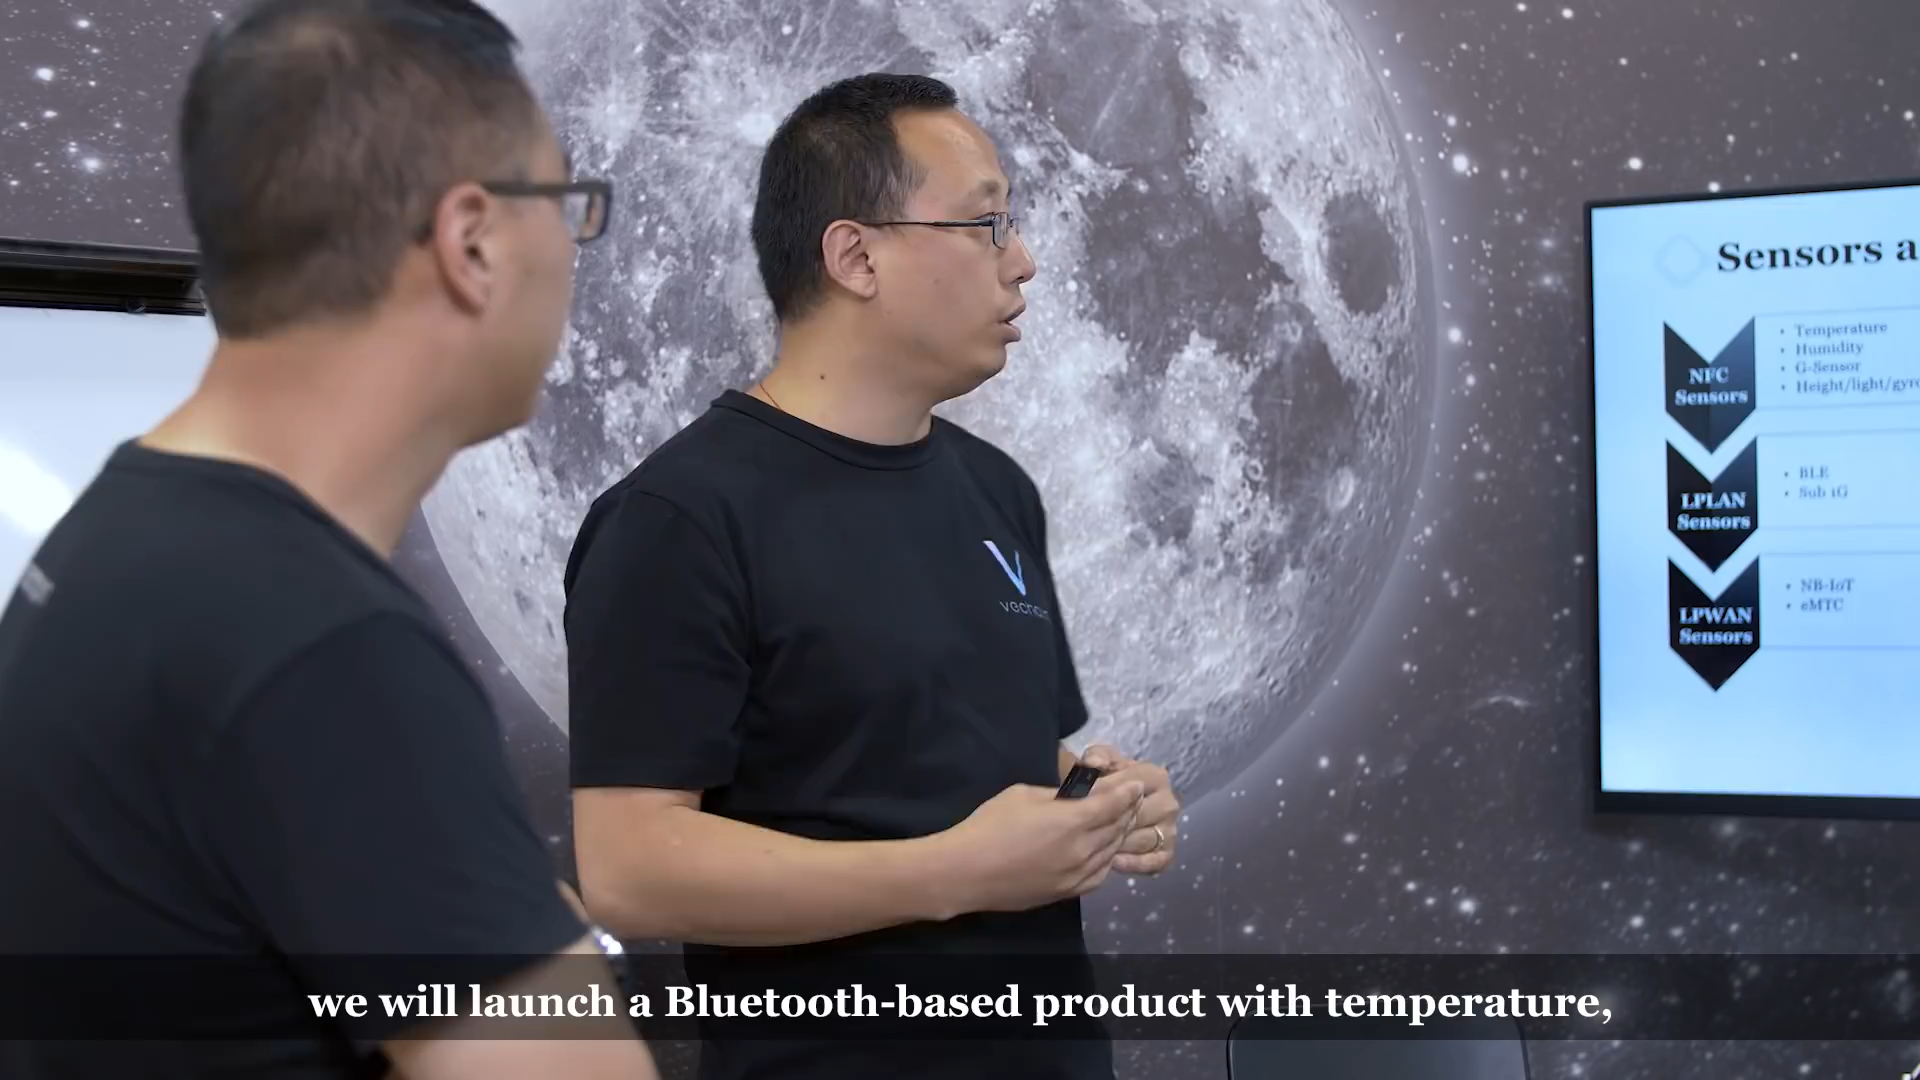 Sensors a
Temperature
Humidity
G-Sensor
Height/light/gyro
NFC
Sensors
BLE
Sub 1G
LPLAN
Sensors
NB-IoT
eMTC
LPWAN
Sensors
V
we will launch a Bluetooth-based product with temperature,